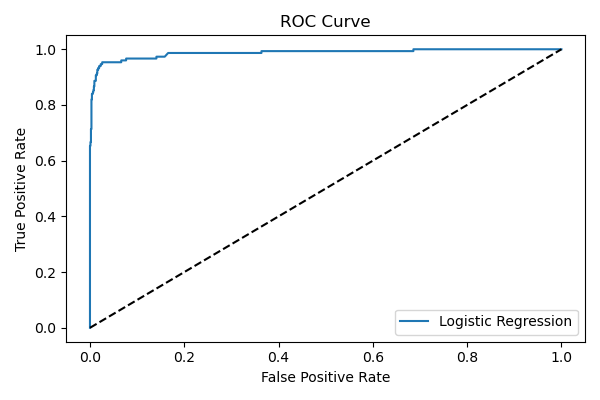 ROC Curve
True Positive Rate
1.0
0.8
0.6
0.4
0.2
0.0
0.0 0.2 0.4 0.6 0.8 1.0
False Positive Rate
Logistic Regression